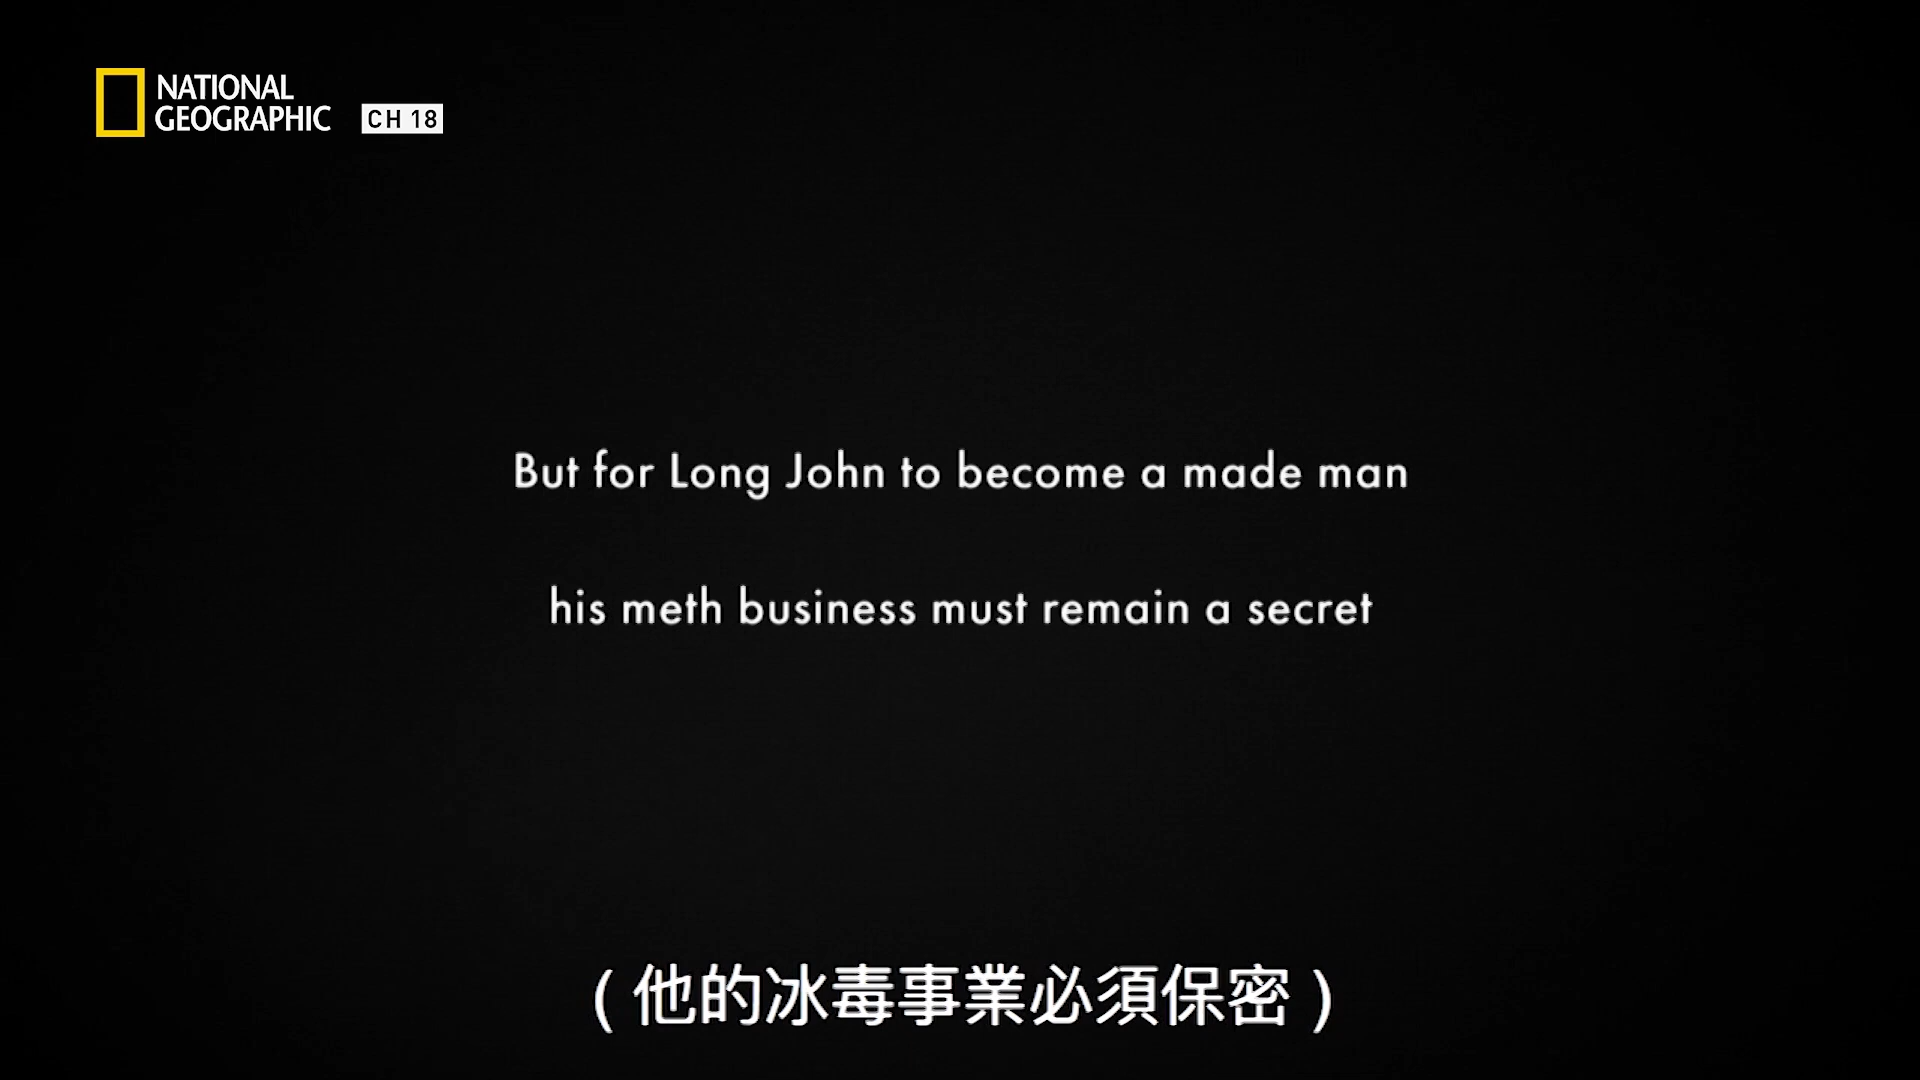 NATIONAL
GEOGRAPHIC CH 18
But for Long John to become a made man
his meth business must remain a secret
(他的冰毒事業必須保密)